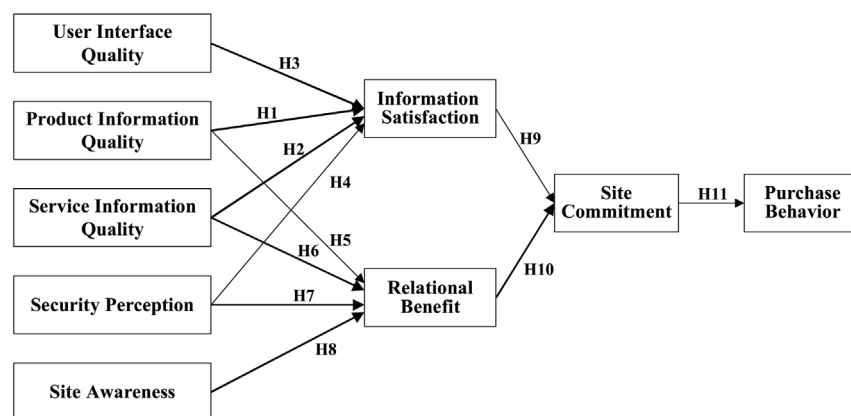 User Interface
Quality
H3
Product Information
Quality
H1
Information
Satisfaction
H2
H4
H9
Service Information
Quality
Site
Commitment
H11
Purchase
Behavior
H5
H6
H10
Security Perception
H7
Relational
Benefit
H8
Site Awareness